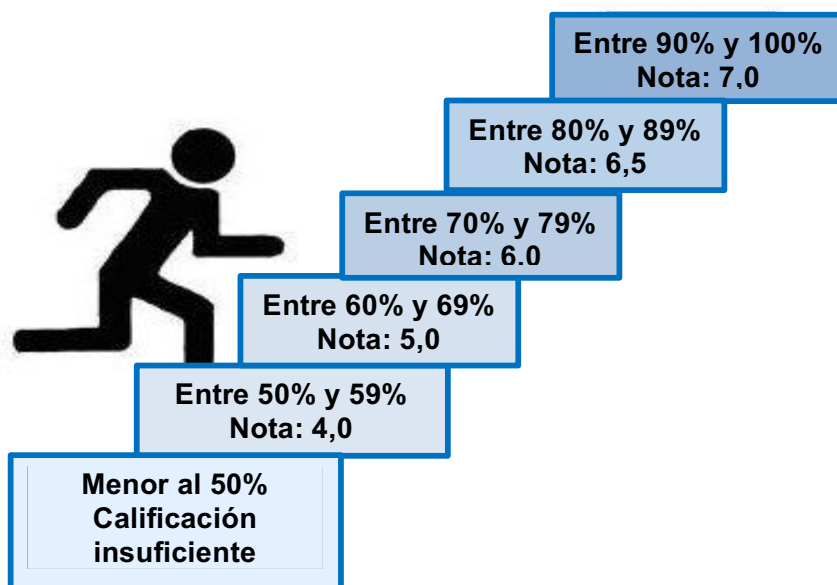 Entre 90% y 100%
Nota: 7,0
Entre 80% y 89%
Nota: 6,5
Entre 70% y 79%
Nota: 6.0
Entre 60% y 69%
Nota: 5,0
Entre 50% y 59%
Nota: 4,0
Menor al 50%
Calificación
insuficiente